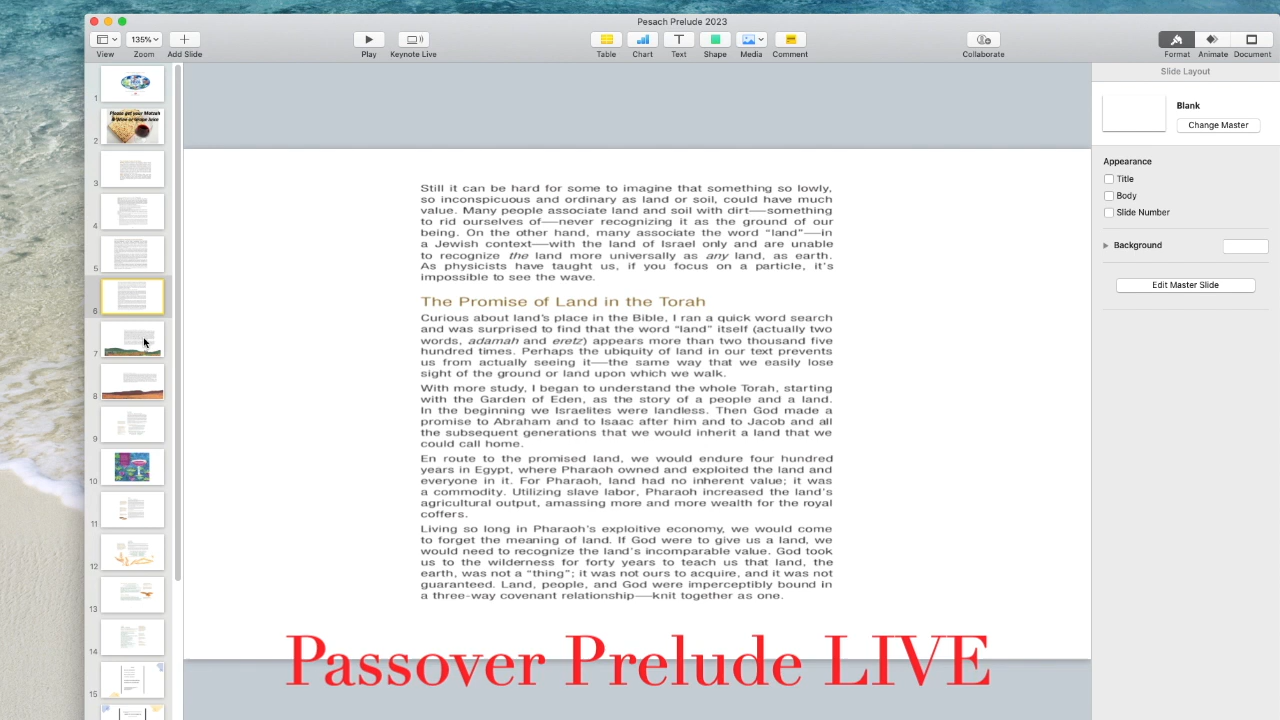 Pesach Prelude 2023
135%
View
Zoom
Add Slide
Play
Keynote Live
Table
Chart
Text
Shape
Media
Comment
Collaborate
Format
Animate
Document
Slide Layout
Blank
Change Master
Appearance
Title
Body
Slide Number
Background
Edit Master Slide
1
Please get your Matzah
& Wine or Grape Juice
2
3
4
5
6
7
8
9
10
11
12
13
14
15
Still it can be hard for some to imagine that something so lowly,
so inconspicuous and ordinary as land or soil, could have much
value. Many people associate land and soil with dirt—something
to rid ourselves of—never recognizing it as the ground of our
being. On the other hand, many associate the word “land”—in
a Jewish context—with the land of Israel only and are unable
to recognize the land more universally as any land, as earth.
As physicists have taught us, if you focus on a particle, it’s
impossible to see the wave.
The Promise of Land in the Torah
Curious about land’s place in the Bible, I ran a quick word search
and was surprised to find that the word “land” itself (actually two
words, adamah and eretz) appears more than two thousand five
hundred times. Perhaps the ubiquity of land in our text prevents
us from actually seeing it—the same way that we easily lose
sight of the ground or land upon which we walk.
With more study, I began to understand the whole Torah, starting
with the Garden of Eden, as the story of a people and a land.
In the beginning we Israelites were landless. Then God made a
promise to Abraham and to Isaac after him and to Jacob and all
the subsequent generations that we would inherit a land that we
could call home.
En route to the promised land, we would endure four hundred
years in Egypt, where Pharaoh owned and exploited the land and
everyone in it. For Pharaoh, land had no inherent value; it was
a commodity. Utilizing slave labor, Pharaoh increased the land’s
agricultural output, amassing more and more wealth for the royal
coffers.
Living so long in Pharaoh’s exploitive economy, we would come
to forget the meaning of land. If God were to give us a land, we
would need to recognize the land’s incomparable value. God took
us to the wilderness for forty years to teach us that land, the
earth, was not a “thing”; it was not ours to acquire, and it was not
guaranteed. Land, people, and God were imperceptibly bound in
a three-way covenant relationship—knit together as one.
Passover Prelude LIVE